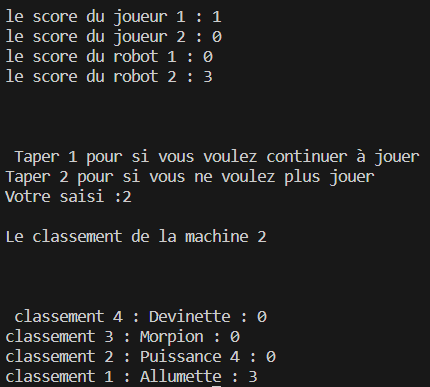 le score du joueur 1 : 1
le score du joueur 2 : 0
le score du robot 1 : 0
le score du robot 2 : 3
Taper 1 pour si vous voulez continuer à jouer
Taper 2 pour si vous ne voulez plus jouer
Votre saisi :2
Le classement de la machine 2
classement 4 : Devinette : 0
classement 3 : Morpion : 0
classement 2 : Puissance 4 : 0
classement 1 : Allumette : 3